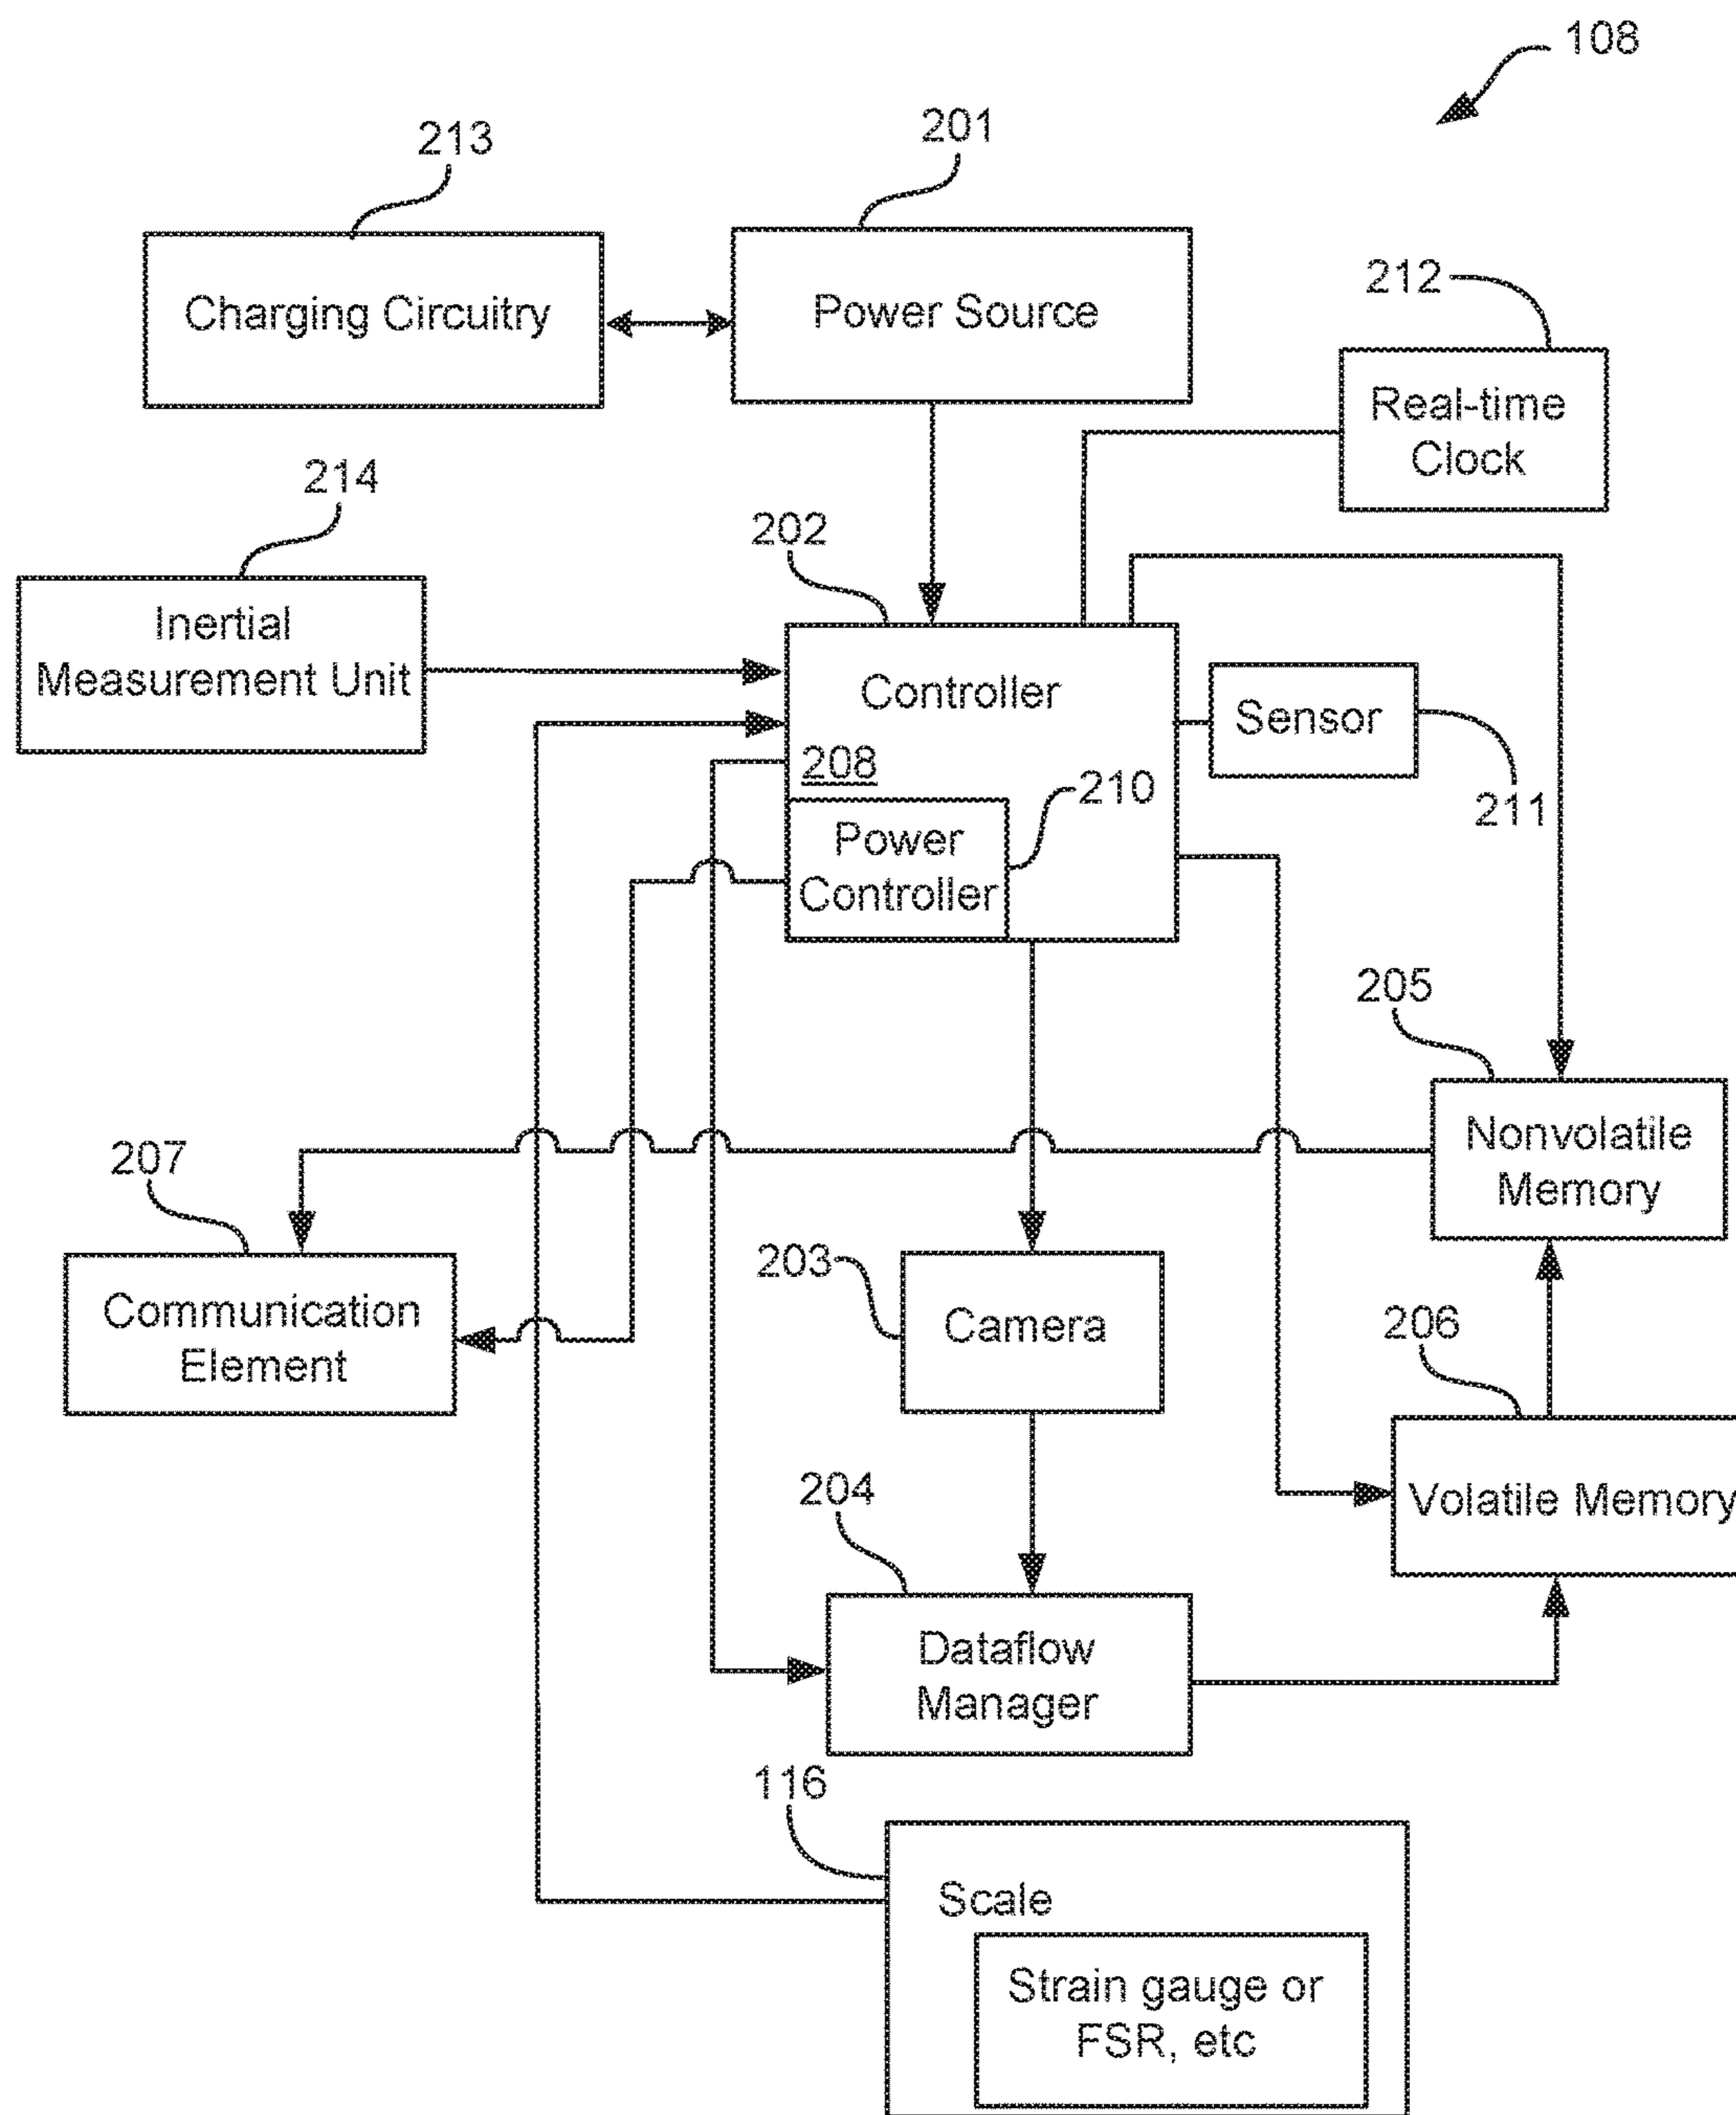 108
213
201
Charging Circuitry
Power Source
212
Real-time
Clock
214
202
Inertial
Measurement Unit
Controller
Sensor
208
210
211
Power
Controller
205
Nonvolatile
Memory
207
203
Communication
Element
Camera
206
Volatile Memory
204
Dataflow
Manager
116
Scale
Strain gauge or
FSR, etc